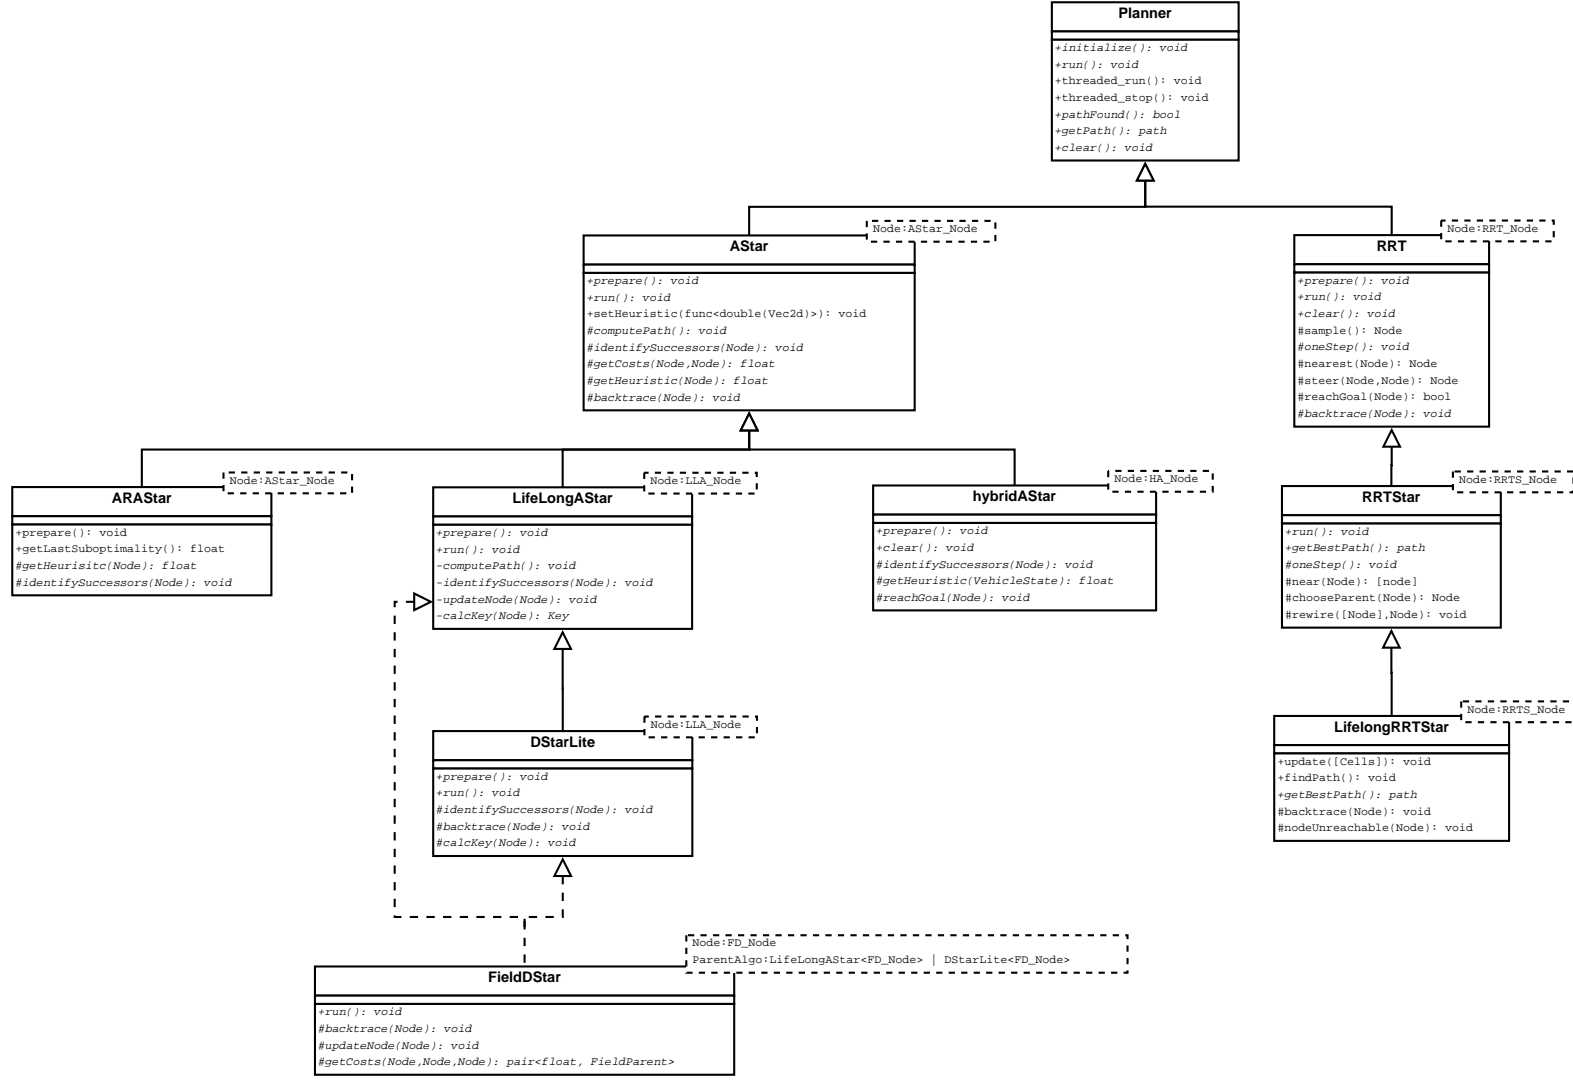 Planner
+initialize(): void
+run(): void
+threaded_run(): void
+threaded_stop(): void
+pathFound(): bool
+getPath(): path
+clear(): void
Node:AStar_Node
AStar
+prepare(): void
+run(): void
+setHeuristic(func<double(Vec2d)>): void
#computePath(): void
#identifySuccessors(Node): void
#getCosts(Node,Node): float
#getHeuristic(Node): float
#backtrace(Node): void
Node:RRT_Node
RRT
+prepare(): void
+run(): void
+clear(): void
#sample(): Node
#oneStep(): void
#nearest(Node): Node
#steer(Node,Node): Node
#reachGoal(Node): bool
#backtrace(Node): void
Node:AStar_Node
ARAStar
+prepare(): void
+getLastSuboptimality(): float
#getHeurisitc(Node): float
#identifySuccessors(Node): void
Node:LLA_Node
LifeLongAStar
+prepare(): void
+run(): void
-computePath(): void
-identifySuccessors(Node): void
-updateNode(Node): void
-calcKey(Node): Key
Node:HA_Node
hybridAStar
+prepare(): void
+clear(): void
#identifySuccessors(Node): void
#getHeuristic(VehicleState): float
#reachGoal(Node): void
Node:RRTS_Node
RRTStar
+run(): void
+getBestPath(): path
#oneStep(): void
#near(Node): [node]
#chooseParent(Node): Node
#rewire([Node],Node): void
Node:LLA_Node
DStarLite
+prepare(): void
+run(): void
#identifySuccessors(Node): void
#backtrace(Node): void
#calcKey(Node): void
Node:RRTS_Node
LifelongRRTStar
+update([Cells]): void
+findPath(): void
+getBestPath(): path
#backtrace(Node): void
#nodeUnreachable(Node): void
Node:FD_Node
ParentAlgo:LifeLongAStar<FD_Node> | DStarLite<FD_Node>
FieldDStar
+run(): void
#backtrace(Node): void
#updateNode(Node): void
#getCosts(Node,Node,Node): pair<float, FieldParent>